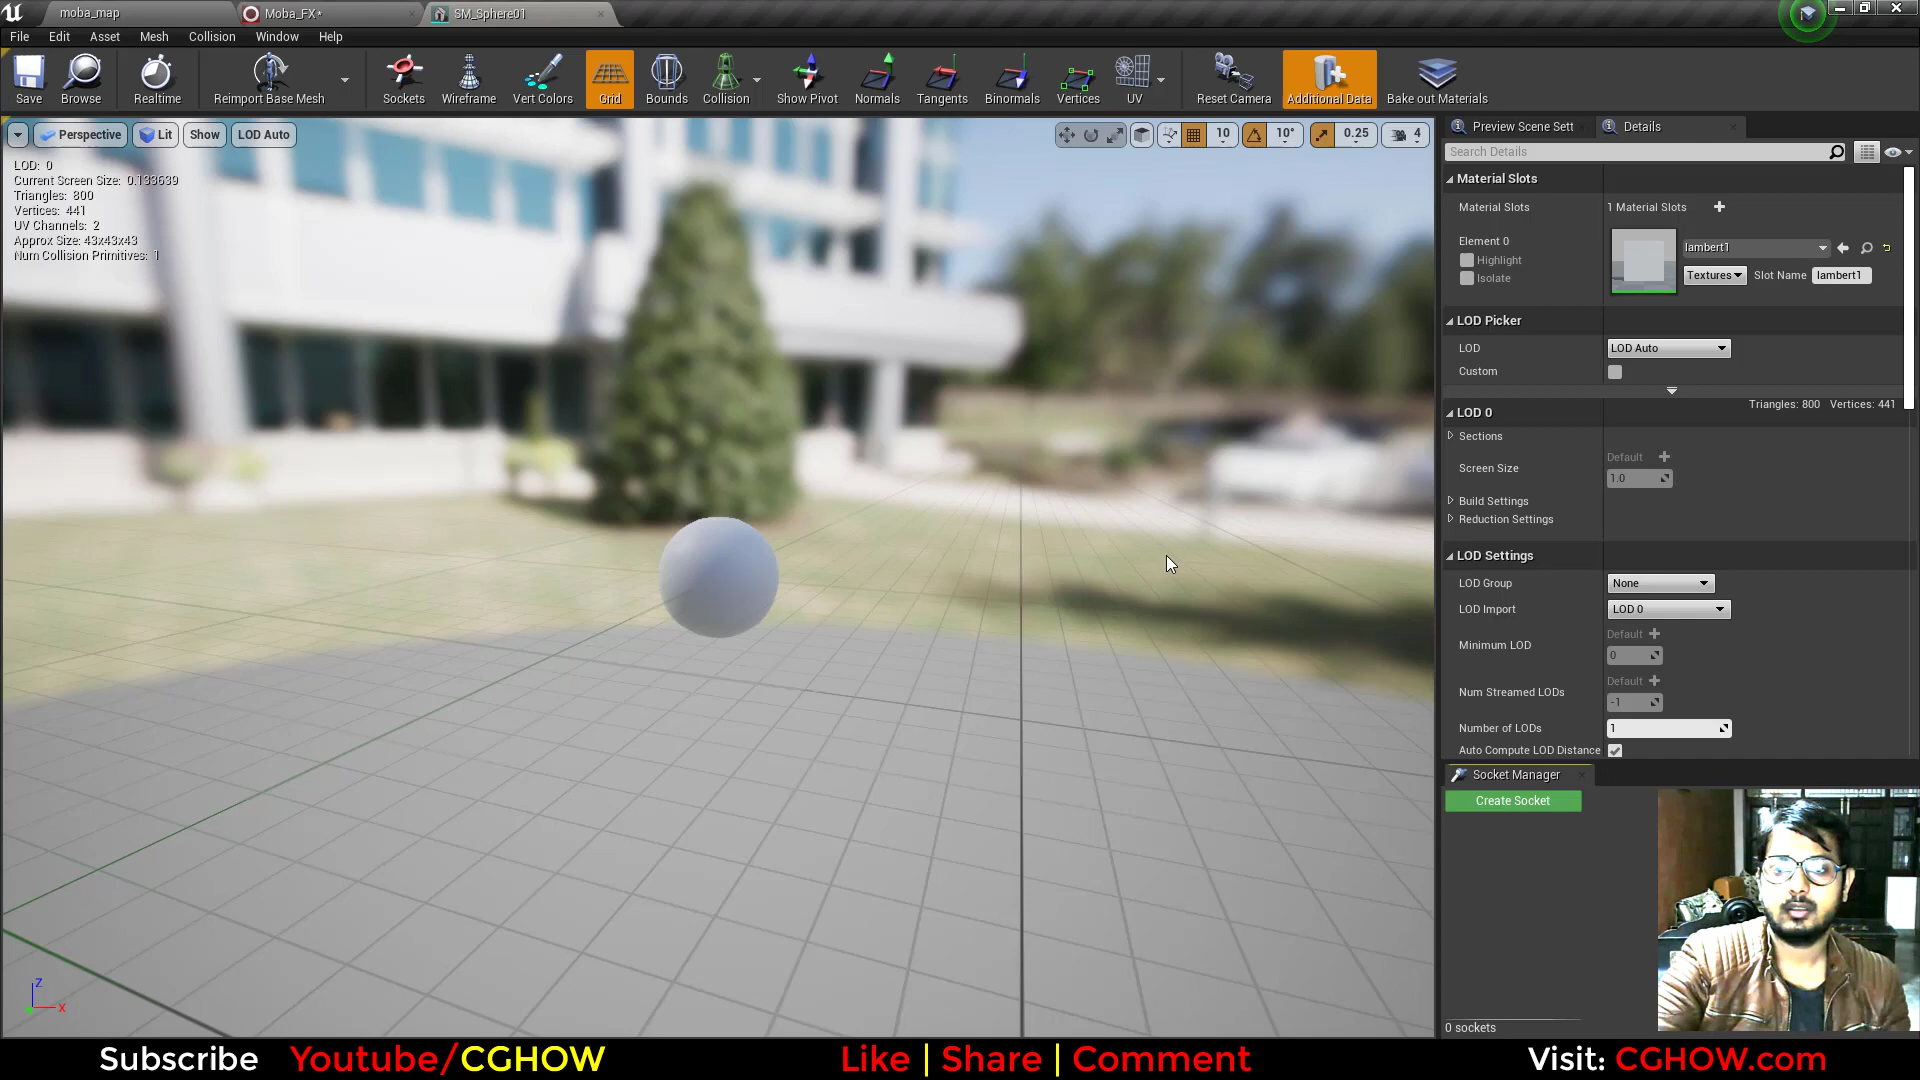 moba_map
Moba_FX*
SM_Sphere01
File Edit Asset Mesh Collision Window Help
Save Browse Realtime Reimport Base Mesh Sockets Wireframe Vert Colors Grid Bounds Collision Show Pivot Normals Tangents Binormals Vertices UV Reset Camera Additional Data Bake out Materials
Perspective Lit Show LOD Auto
10 10° 0.25 4
LOD: 0
Current Screen Size: 0.133639
Triangles: 800
Vertices: 441
UV Channels: 2
Approx Size: 43x43x43
Num Collision Primitives: 1
Z
X
Preview Scene Sett
Details
Search Details
Material Slots
Material Slots 1 Material Slots
Element 0
Highlight
Isolate
lambert1
Textures Slot Name lambert1
LOD Picker
LOD LOD Auto
Custom
LOD 0 Triangles: 800 Vertices: 441
Sections
Screen Size Default
1.0
Build Settings
Reduction Settings
LOD Settings
LOD Group None
LOD Import LOD 0
Minimum LOD Default
0
Num Streamed LODs Default
-1
Number of LODs 1
Auto Compute LOD Distance
Socket Manager
Create Socket
0 sockets
Subscribe Youtube/CGHOW
Like | Share | Comment
Visit: CGHOW.com